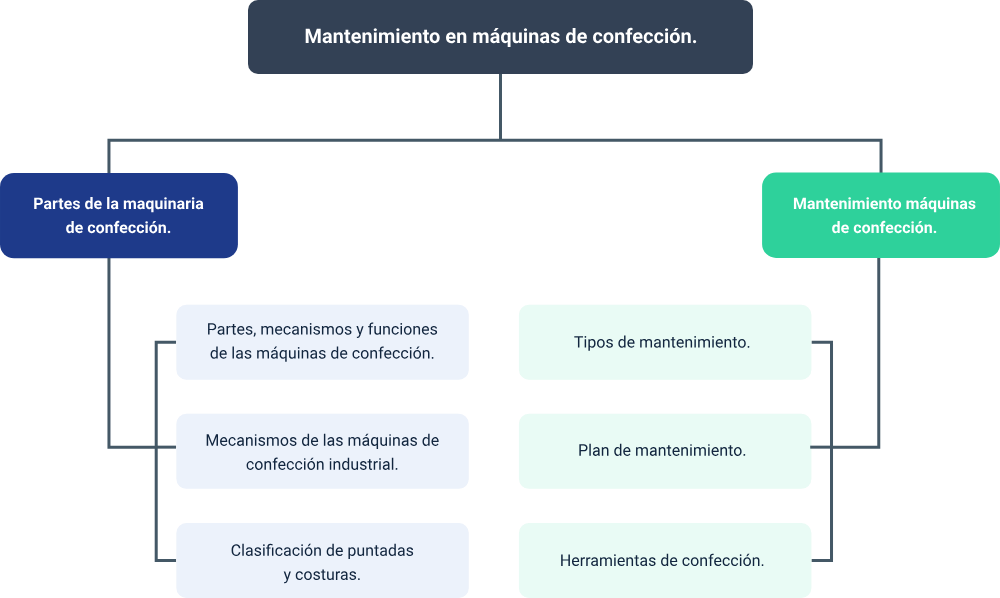 Mantenimiento en máquinas de confección.
Partes de la maquinaria
de confección.
Mantenimiento máquinas
de confección.
Partes, mecanismos y funciones
de las máquinas de confección.
Mecanismos de las máquinas de
confección industrial.
Clasificación de puntadas
y costuras.
Tipos de mantenimiento.
Plan de mantenimiento.
Herramientas de confección.